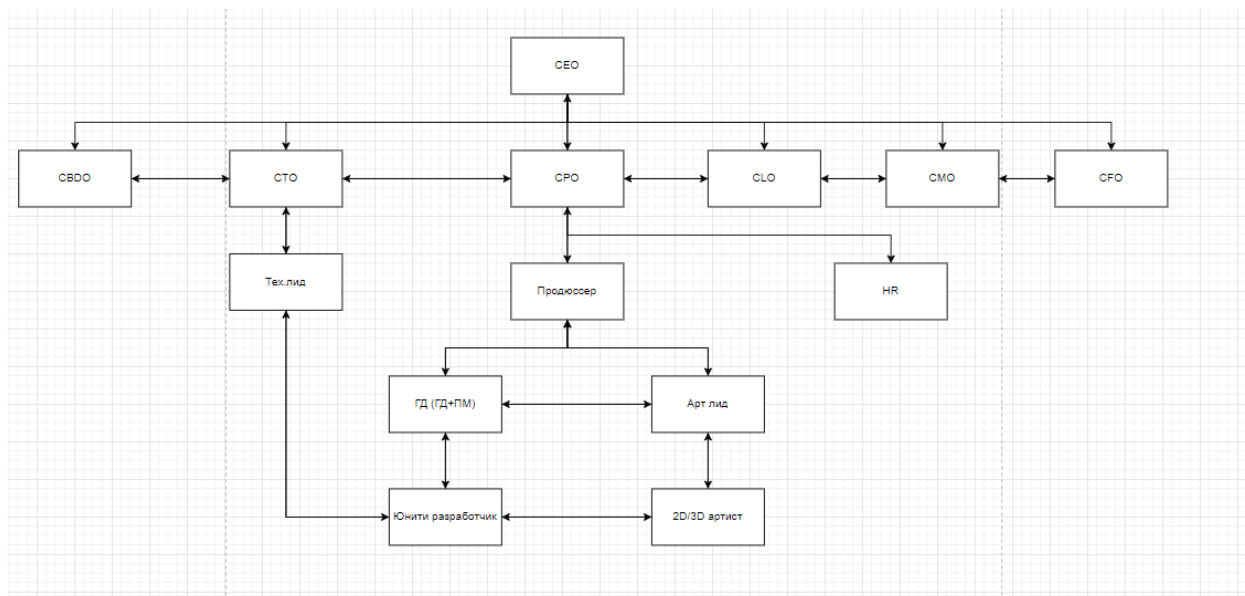 CEO
CBDO
CTO
CPO
CLO
CMO
CFO
Тех.лид
Продюссер
HR
ГД (ГД+ПМ)
Арт лид
Юнити разработчик
2D/3D артист